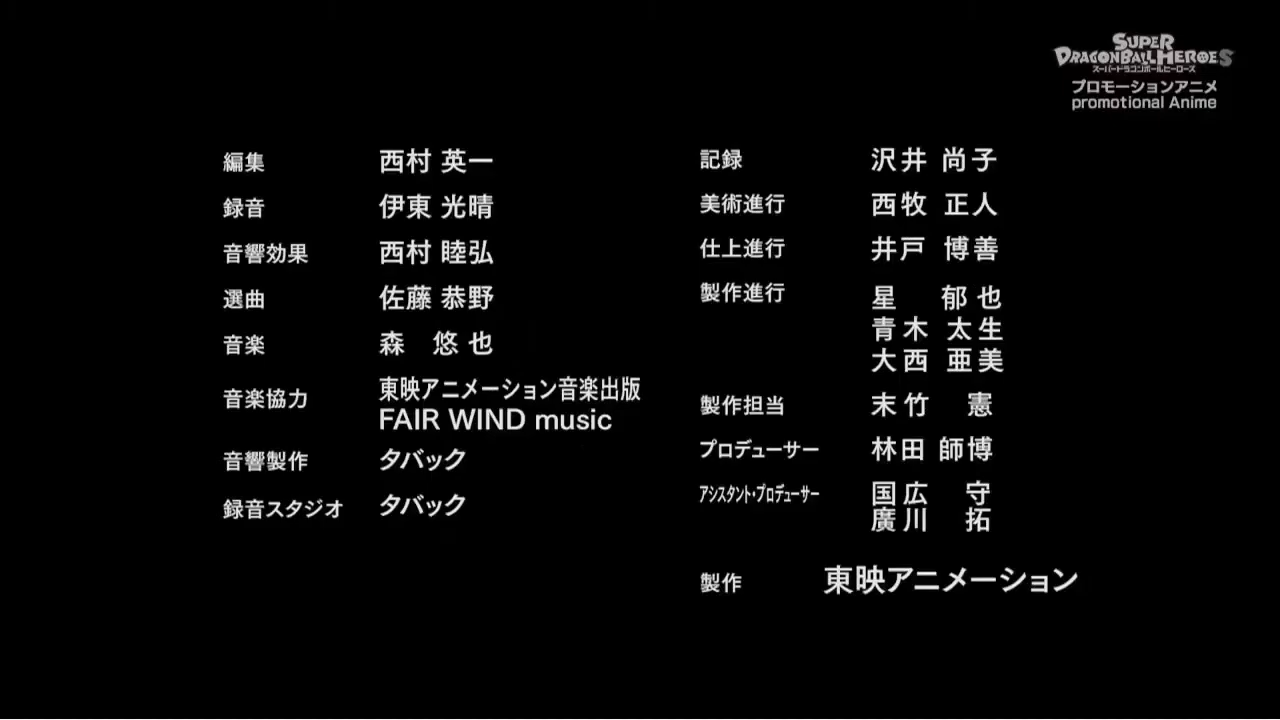 SUPER
DRAGONBALL HEROES
スーパードラゴンボールヒーローズ
プロモーションアニメ
promotional Anime
編集 西村 英一
録音 伊東 光晴
音響効果 西村 睦弘
選曲 佐藤 恭野
音楽 森 悠也
音楽協力 東映アニメーション音楽出版
FAIR WIND music
音響製作 タバック
録音スタジオ タバック
記録 沢井 尚子
美術進行 西牧 正人
仕上進行 井戸 博善
製作進行 星 郁也
青木 太生
大西 亜美
製作担当 末竹 憲
プロデューサー 林田 師博
アシスタント・プロデューサー 国広 守
廣川 拓
製作 東映アニメーション